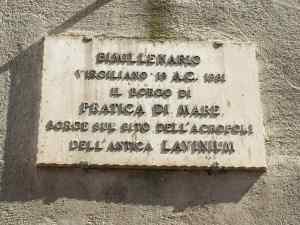 BIMILLENARIO
VIRGILIANO 19 A.C. 1981
IL BORGO DI
PRATICA DI MARE
SORGE SUL SITO DELL'ACROPOLI
DELL'ANTICA LAVINIUM